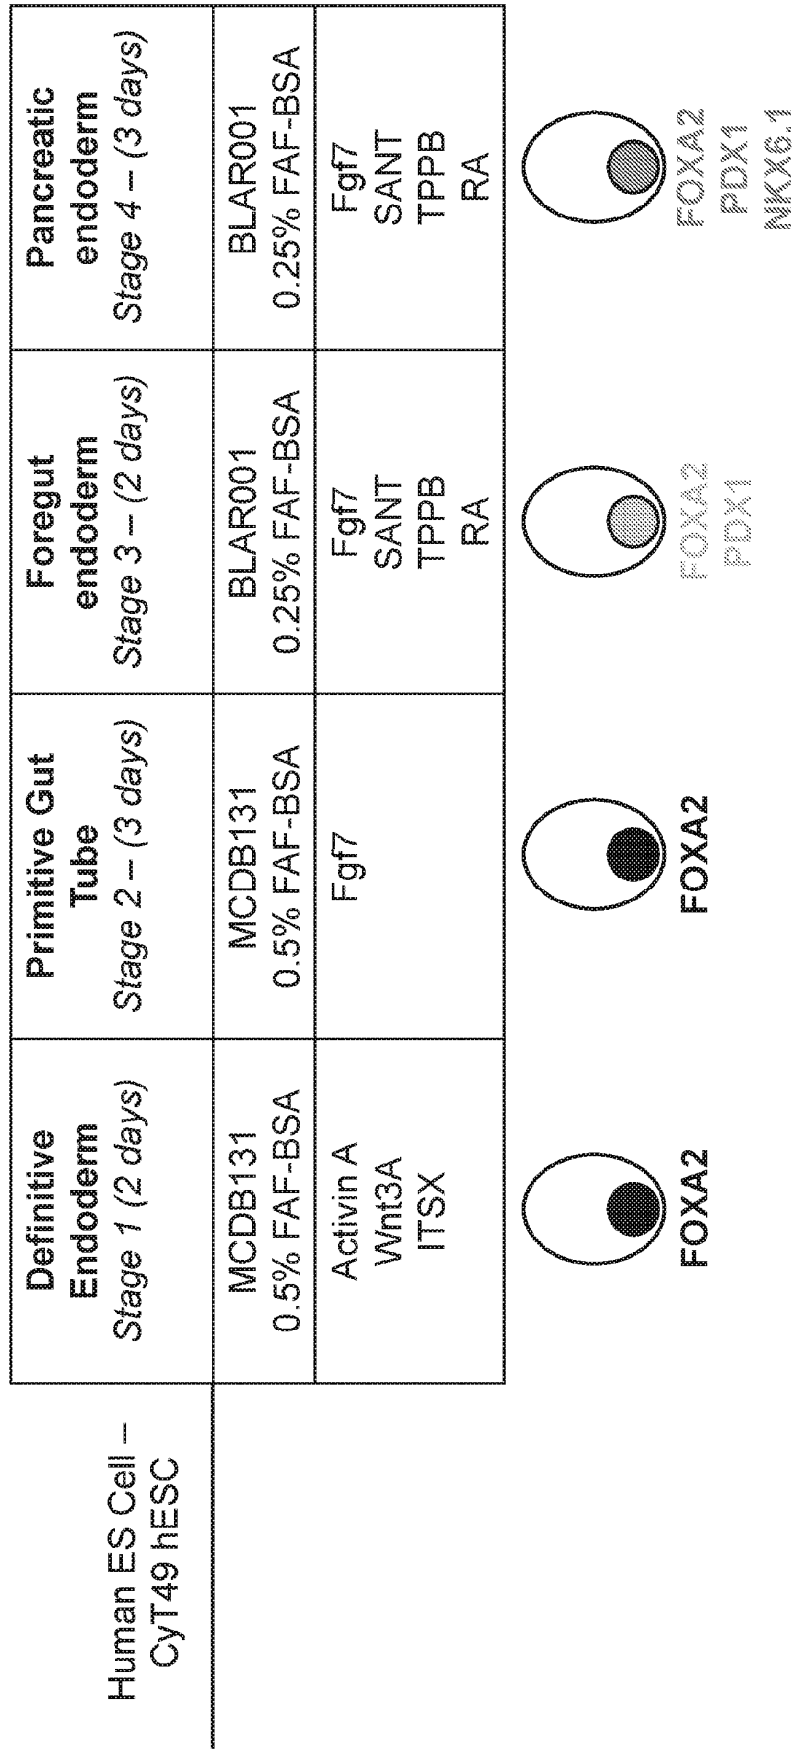 Human ES Cell –
CyT49 hESC
Definitive
Endoderm
Stage 1 (2 days)
MCDB131
0.5% FAF-BSA
Activin A
Wnt3A
ITSX
FOXA2
Primitive Gut
Tube
Stage 2 – (3 days)
MCDB131
0.5% FAF-BSA
Fgf7
FOXA2
Foregut
endoderm
Stage 3 – (2 days)
BLAR001
0.25% FAF-BSA
Fgf7
SANT
TPPB
RA
FOXA2
PDX1
Pancreatic
endoderm
Stage 4 – (3 days)
BLAR001
0.25% FAF-BSA
Fgf7
SANT
TPPB
RA
FOXA2
PDX1
NKX6.1